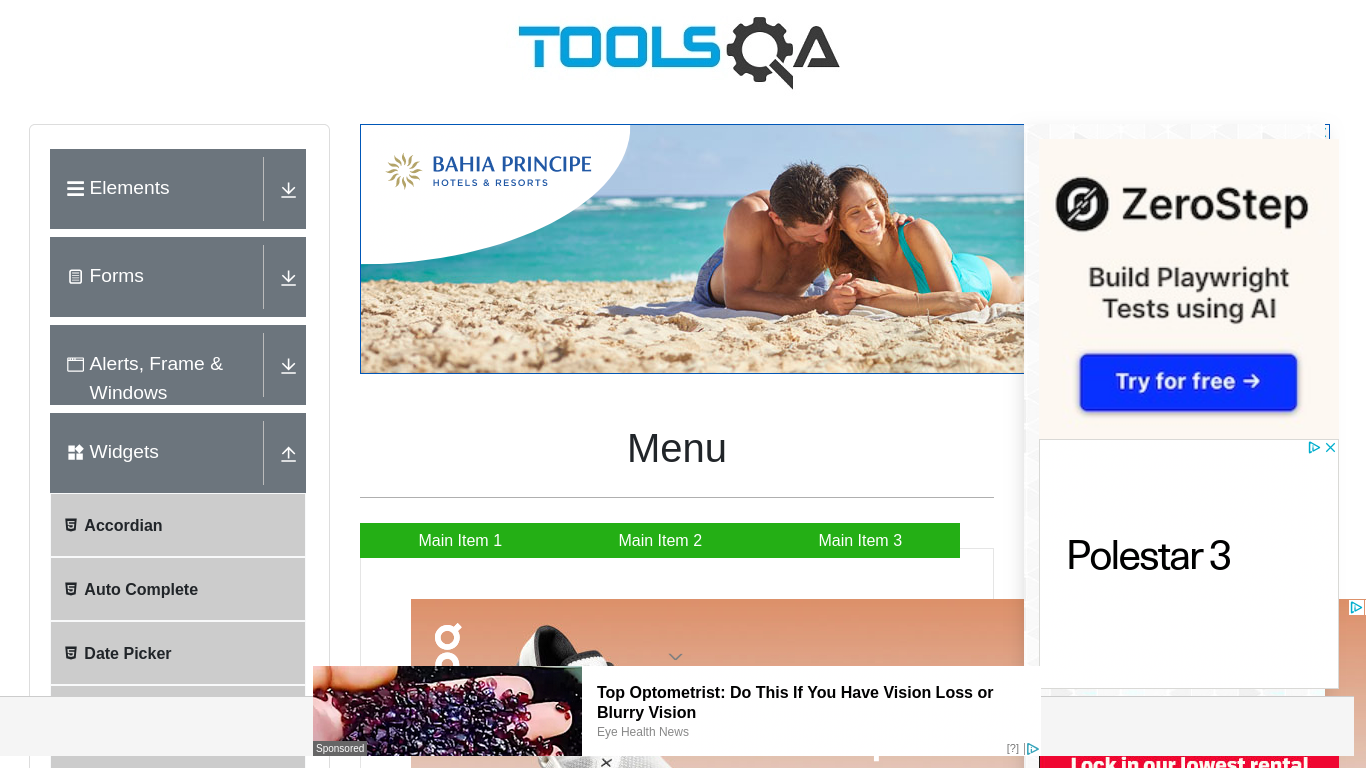 TOOLSQA
Elements
Forms
Alerts, Frame &
Windows
Widgets
Accordian
Auto Complete
Date Picker
BAHIA PRINCIPE
HOTELS & RESORTS
Menu
Main Item 1
Main Item 2
Main Item 3
ZeroStep
Build Playwright
Tests using AI
Try for free →
Polestar 3
Top Optometrist: Do This If You Have Vision Loss or
Blurry Vision
Eye Health News
Sponsored
[?]
Lock in our lowest rental